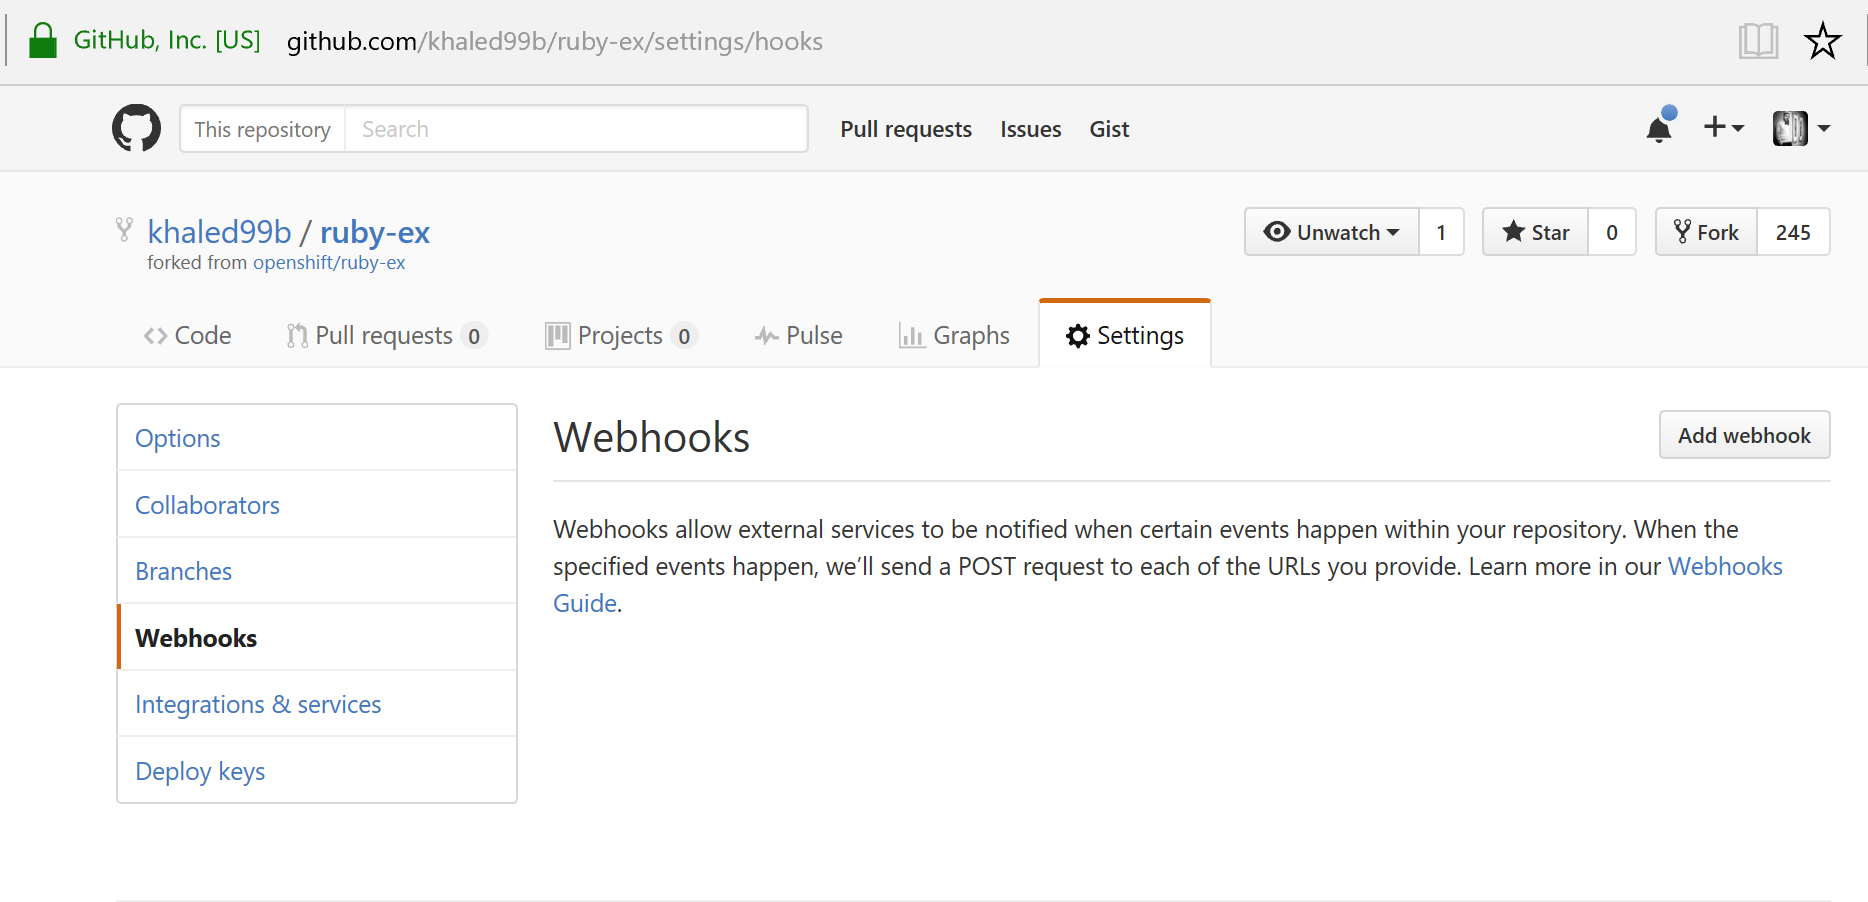 GitHub, Inc. [US] github.com/khaled99b/ruby-ex/settings/hooks
This repository Search Pull requests Issues Gist
khaled99b / ruby-ex Unwatch 1 Star 0 Fork 245
forked from openshift/ruby-ex
Code Pull requests 0 Projects 0 Pulse Graphs Settings
Options
Collaborators
Branches
Webhooks
Integrations & services
Deploy keys
Webhooks Add webhook
Webhooks allow external services to be notified when certain events happen within your repository. When the
specified events happen, we’ll send a POST request to each of the URLs you provide. Learn more in our Webhooks
Guide.